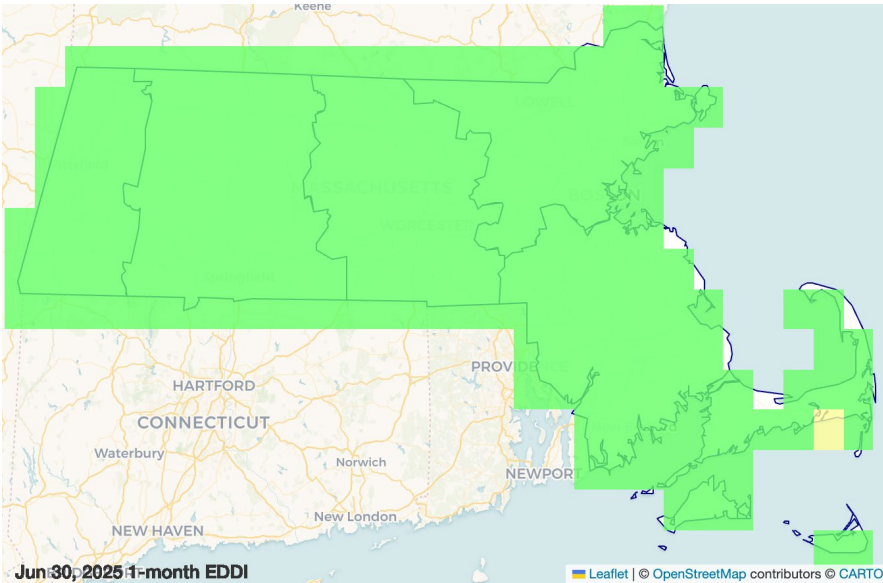 Keene
LOWELL
MASSACHUSETTS
BOSTON
WORCESTER
Springfield
PROVIDENCE
HARTFORD
CONNECTICUT
Waterbury
Norwich
NEWPORT
New London
NEW HAVEN
Jun 30, 2025 1-month EDDI
Leaflet | © OpenStreetMap contributors © CARTO